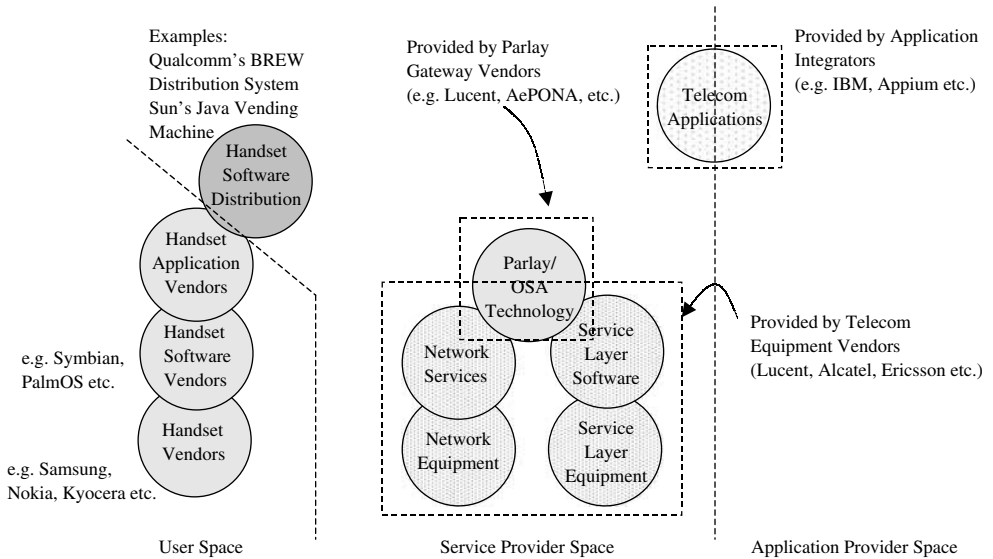 Examples:
Qualcomm's BREW
Distribution System
Sun's Java Vending
Machine
Handset
Software
Distribution
Handset
Application
Vendors
Handset
Software
Vendors
e.g. Symbian,
PalmOS etc.
Handset
Vendors
e.g. Samsung,
Nokia, Kyocera etc.
User Space
Provided by Parlay
Gateway Vendors
(e.g. Lucent, AePONA, etc.)
Parlay/
OSA
Technology
Network
Services
Service
Layer
Software
Network
Equipment
Service
Layer
Equipment
Service Provider Space
Telecom
Applications
Provided by Application
Integrators
(e.g. IBM, Appium etc.)
Provided by Telecom
Equipment Vendors
(Lucent, Alcatel, Ericsson etc.)
Application Provider Space